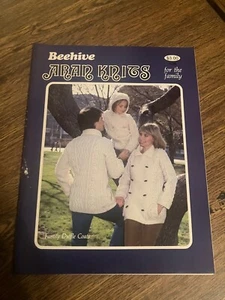 Beehive
ARAN KNITS
for the
family
Family Duffle Coats